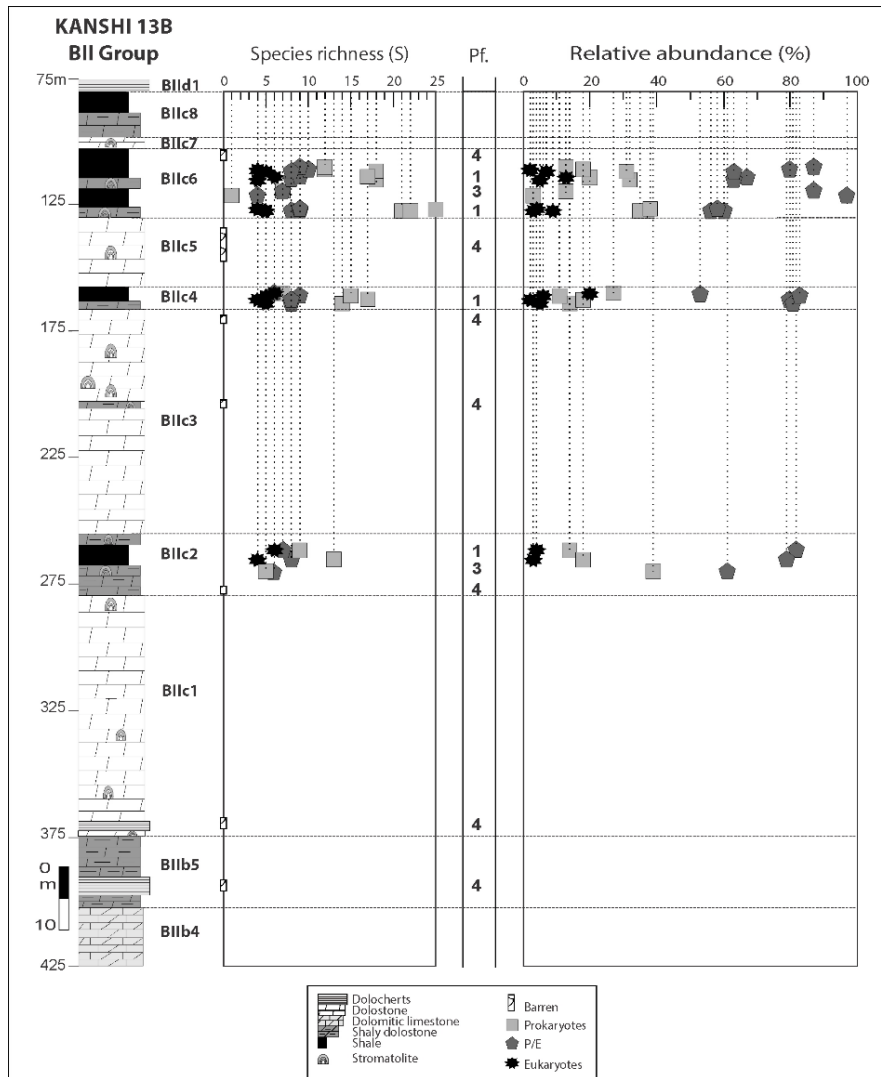 KANSHI 13B
BII Group
Species richness (S)
Pf.
Relative abundance (%)
75m
0 5 10 15 20 25
0 20 40 60 80 100
BIId1
BIIc8
BIIc7
4
BIIc6
1
3
125
1
BIIc5
4
BIIc4
1
175
4
4
BIIc3
225
BIIc2
1
3
275
4
BIIc1
325
4
375
0
m
BIIb5
4
10
BIIb4
425
Dolocherts
Dolostone
Dolomitic limestone
Shaly dolostone
Shale
Stromatolite
Barren
Prokaryotes
P/E
Eukaryotes